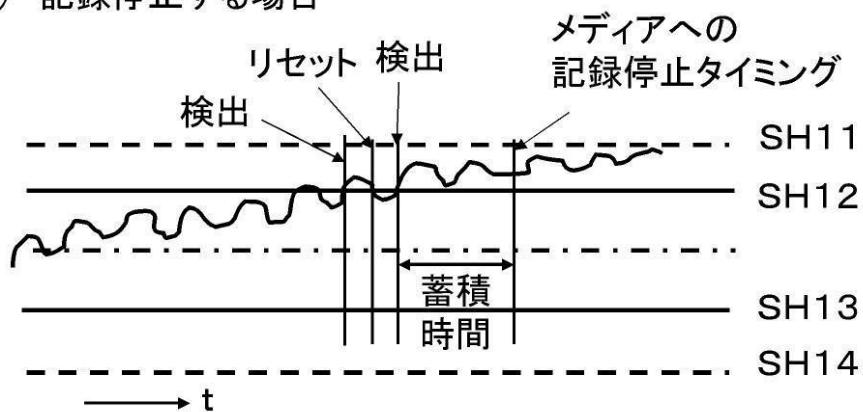 記録停止する場合
メディアへの
記録停止タイミング
リセット
検出
検出
SH11
SH12
蓄積
時間
SH13
SH14
t